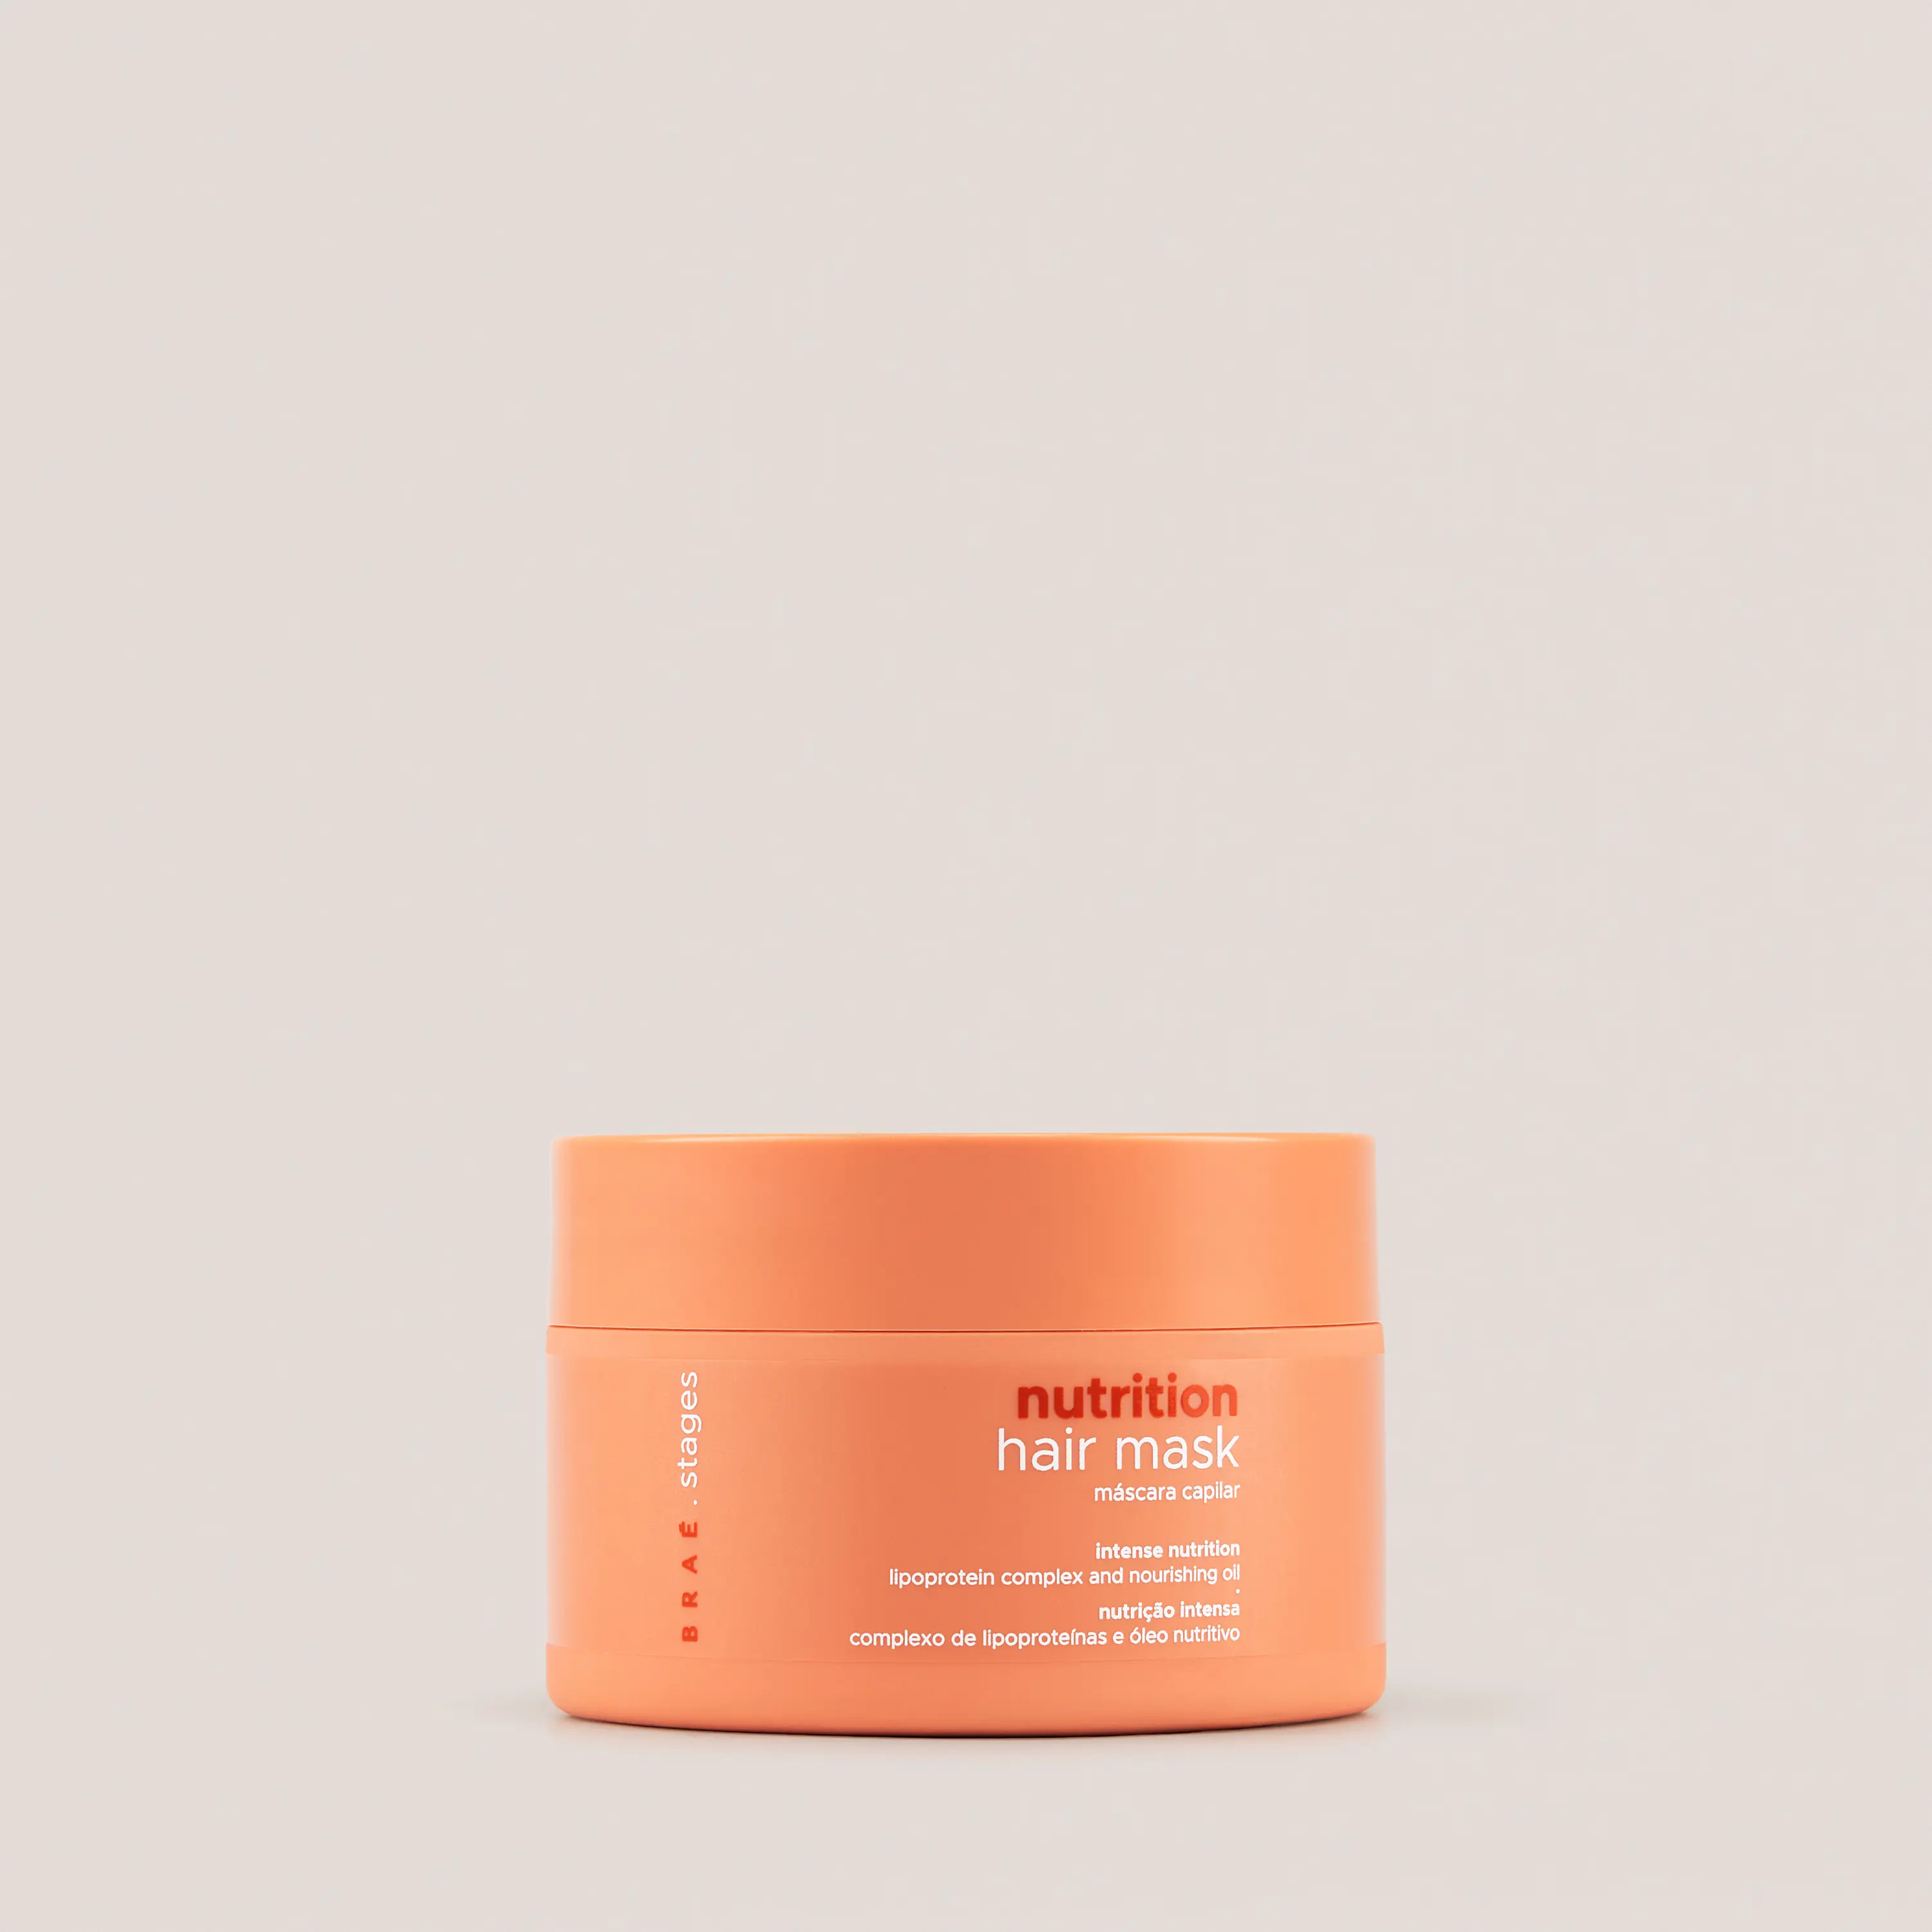 BRAÉ . stages
nutrition
hair mask
máscara capilar
intense nutrition
lipoprotein complex and nourishing oil
.
nutrição intensa
complexo de lipoproteínas e óleo nutritivo